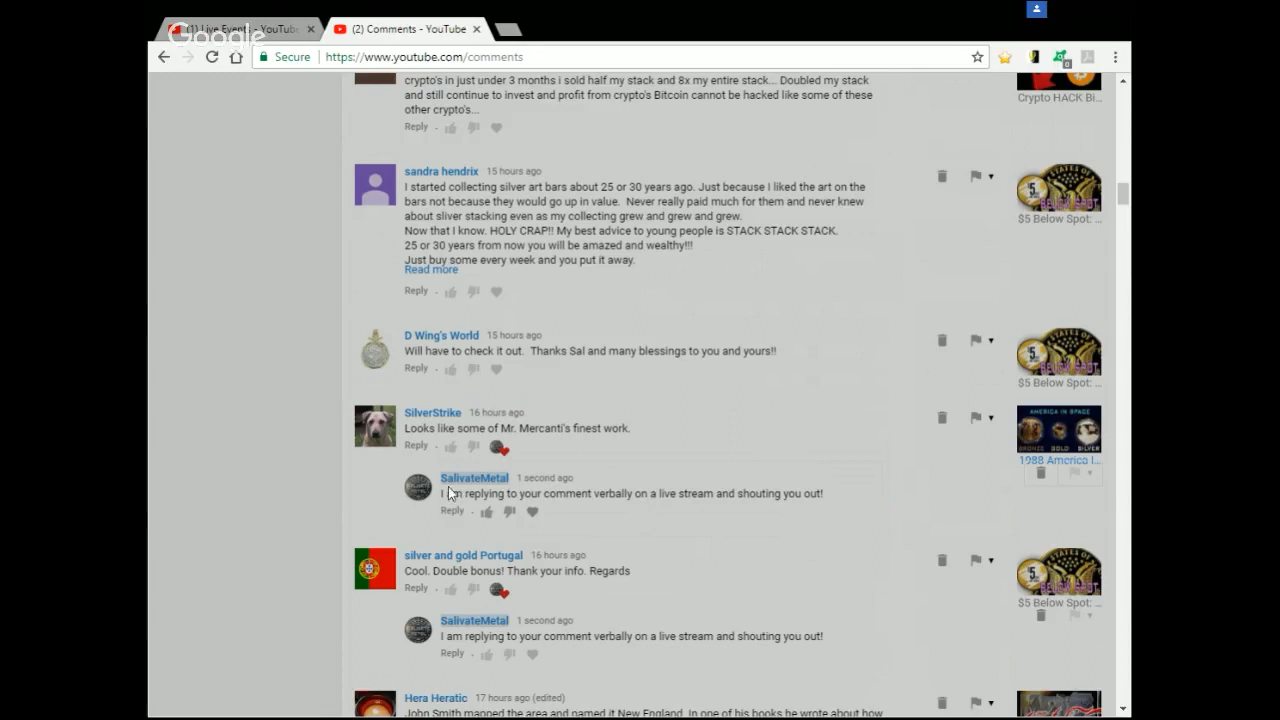 (1) Live Events - YouTube
(2) Comments - YouTube
Google
Secure
https://www.youtube.com/comments
crypto's in just under 3 months i sold half my stack and 8x my entire stack... Doubled my stack
and still continue to invest and profit from crypto's Bitcoin cannot be hacked like some of these
other crypto's...
Reply
Crypto HACK Bi...
sandra hendrix 15 hours ago
I started collecting silver art bars about 25 or 30 years ago. Just because I liked the art on the
bars not because they would go up in value. Never really paid much for them and never knew
about sliver stacking even as my collecting grew and grew and grew.
Now that I know. HOLY CRAP!! My best advice to young people is STACK STACK STACK.
25 or 30 years from now you will be amazed and wealthy!!!
Just buy some every week and you put it away.
Read more
Reply
$5 Below Spot: ...
D Wing's World 15 hours ago
Will have to check it out. Thanks Sal and many blessings to you and yours!!
Reply
$5 Below Spot: ...
SilverStrike 16 hours ago
Looks like some of Mr. Mercanti's finest work.
Reply
AMERICA IN SPACE
BRONZE GOLD SILVER
1988 America I...
SalivateMetal 1 second ago
I am replying to your comment verbally on a live stream and shouting you out!
Reply
silver and gold Portugal 16 hours ago
Cool. Double bonus! Thank your info. Regards
Reply
$5 Below Spot: ...
SalivateMetal 1 second ago
I am replying to your comment verbally on a live stream and shouting you out!
Reply
Hera Heratic 17 hours ago (edited)
John Smith mapped the area and named it New England. In one of his books he wrote about how